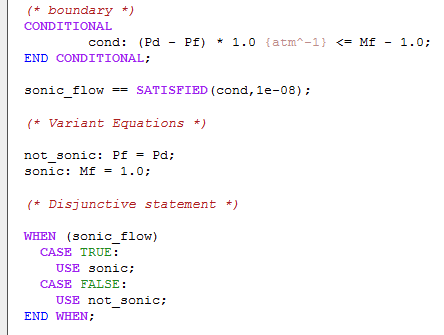 (* boundary *)
CONDITIONAL
cond: (Pd - Pf) * 1.0 {atm^-1} <= Mf - 1.0;
END CONDITIONAL;
sonic_flow == SATISFIED(cond,1e-08);
(* Variant Equations *)
not_sonic: Pf = Pd;
sonic: Mf = 1.0;
(* Disjunctive statement *)
WHEN (sonic_flow)
CASE TRUE:
USE sonic;
CASE FALSE:
USE not_sonic;
END WHEN;